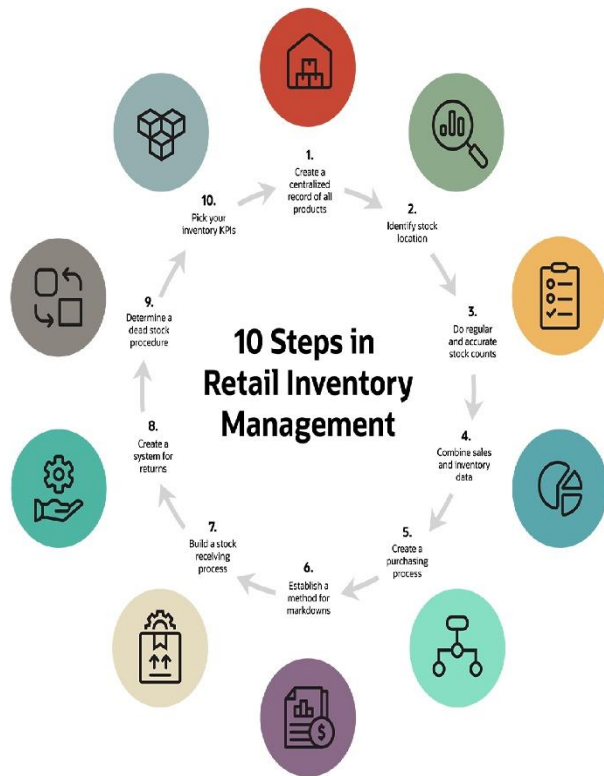 10 Steps in
Retail Inventory
Management
1.
Create a
centralized
record of all
products
2.
Identify stock
location
3.
Do regular
and accurate
stock counts
4.
Combine sales
and inventory
data
5.
Create a
purchasing
process
6.
Establish a
method for
markdowns
7.
Build a stock
receiving
process
8.
Create a
system for
returns
9.
Determine a
dead stock
procedure
10.
Pick your
inventory KPIs
$